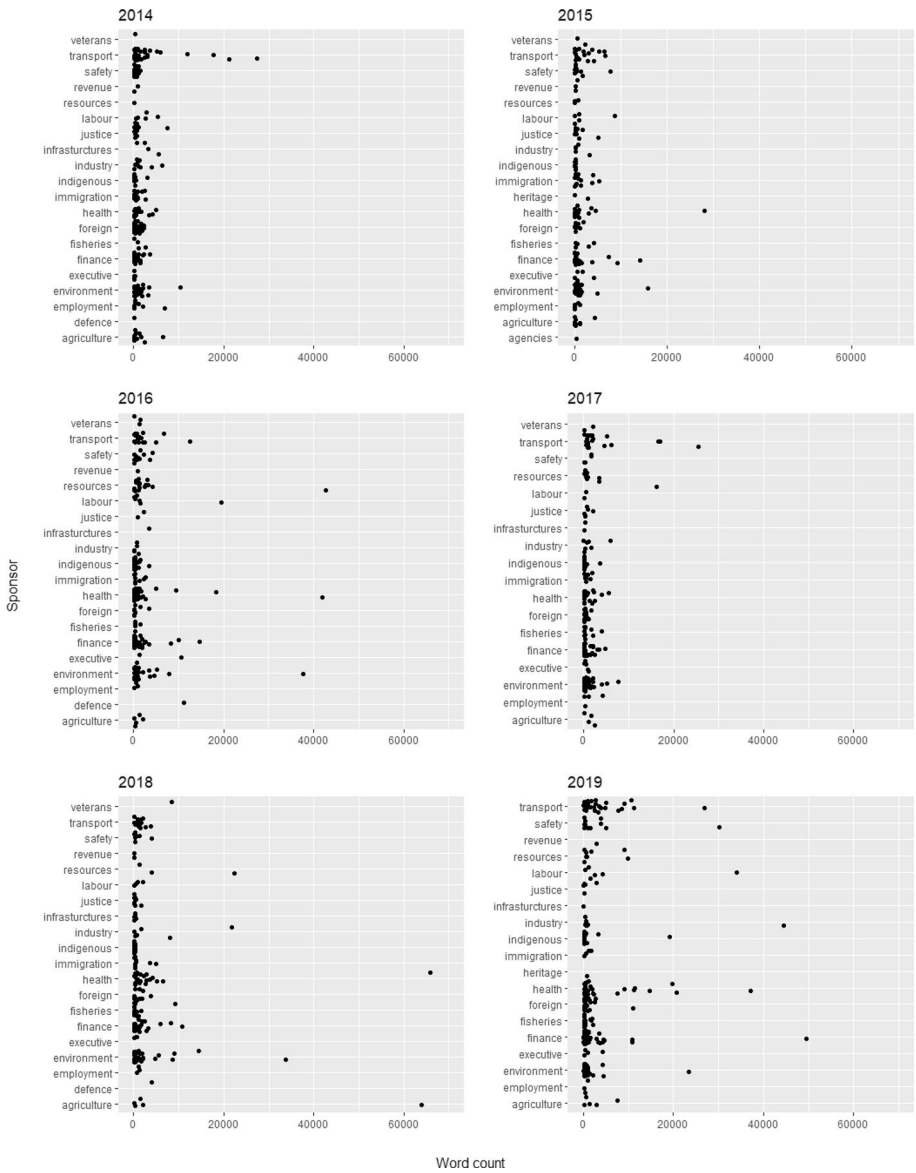 2014
veterans
transport
safety
revenue
resources
labour
justice
infrasturctures
industry
indigenous
immigration
health
foreign
fisheries
finance
executive
environment
employment
defence
agriculture
0 20000 40000 60000
2015
veterans
transport
safety
revenue
resources
labour
justice
industry
indigenous
immigration
heritage
health
foreign
fisheries
finance
executive
environment
employment
agriculture
agencies
0 20000 40000 60000
Sponsor
2016
veterans
transport
safety
revenue
resources
labour
justice
infrasturctures
industry
indigenous
immigration
health
foreign
fisheries
finance
executive
environment
employment
defence
agriculture
0 20000 40000 60000
2017
veterans
transport
safety
resources
labour
justice
infrasturctures
industry
indigenous
immigration
health
foreign
fisheries
finance
executive
environment
employment
agriculture
0 20000 40000 60000
2018
veterans
transport
safety
revenue
resources
labour
justice
infrasturctures
industry
indigenous
immigration
health
foreign
fisheries
finance
executive
environment
employment
defence
agriculture
0 20000 40000 60000
2019
transport
safety
revenue
resources
labour
justice
infrasturctures
industry
indigenous
immigration
heritage
health
foreign
fisheries
finance
executive
environment
employment
agriculture
0 20000 40000 60000
Word count